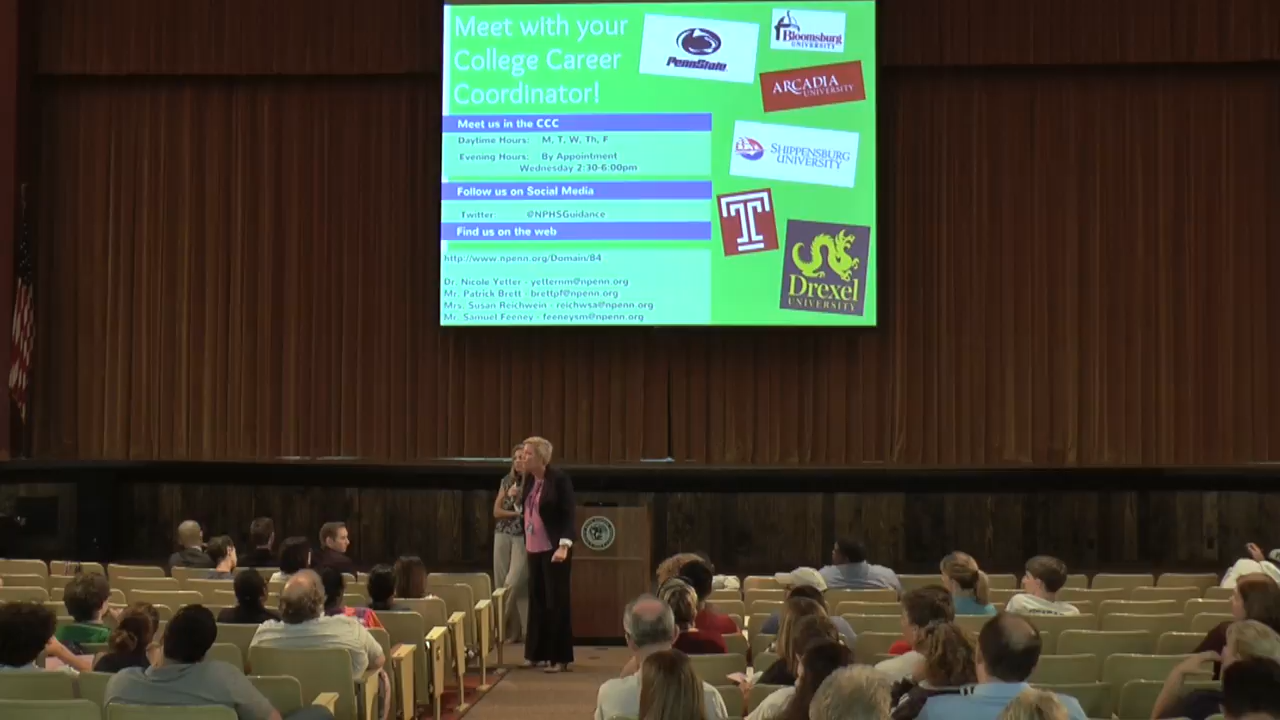 Meet with your
College Career
Coordinator!
Meet us in the CCC
Daytime Hours: M, T, W, Th, F
Evening Hours: By Appointment
Wednesday 2:30-6:00pm
Follow us on Social Media
Twitter: @NPHSGuidance
Find us on the web
http://www.npenn.org/Domain/84
Dr. Nicole Yetter - yetternm@npenn.org
Mr. Patrick Brett - brettpf@npenn.org
Mrs. Susan Reichwein - reichwsa@npenn.org
Mr. Samuel Feeney - feeneysm@npenn.org
PennState
Bloomsburg
UNIVERSITY
ARCADIA
UNIVERSITY
SHIPPENSBURG
UNIVERSITY
T
Drexel
UNIVERSITY